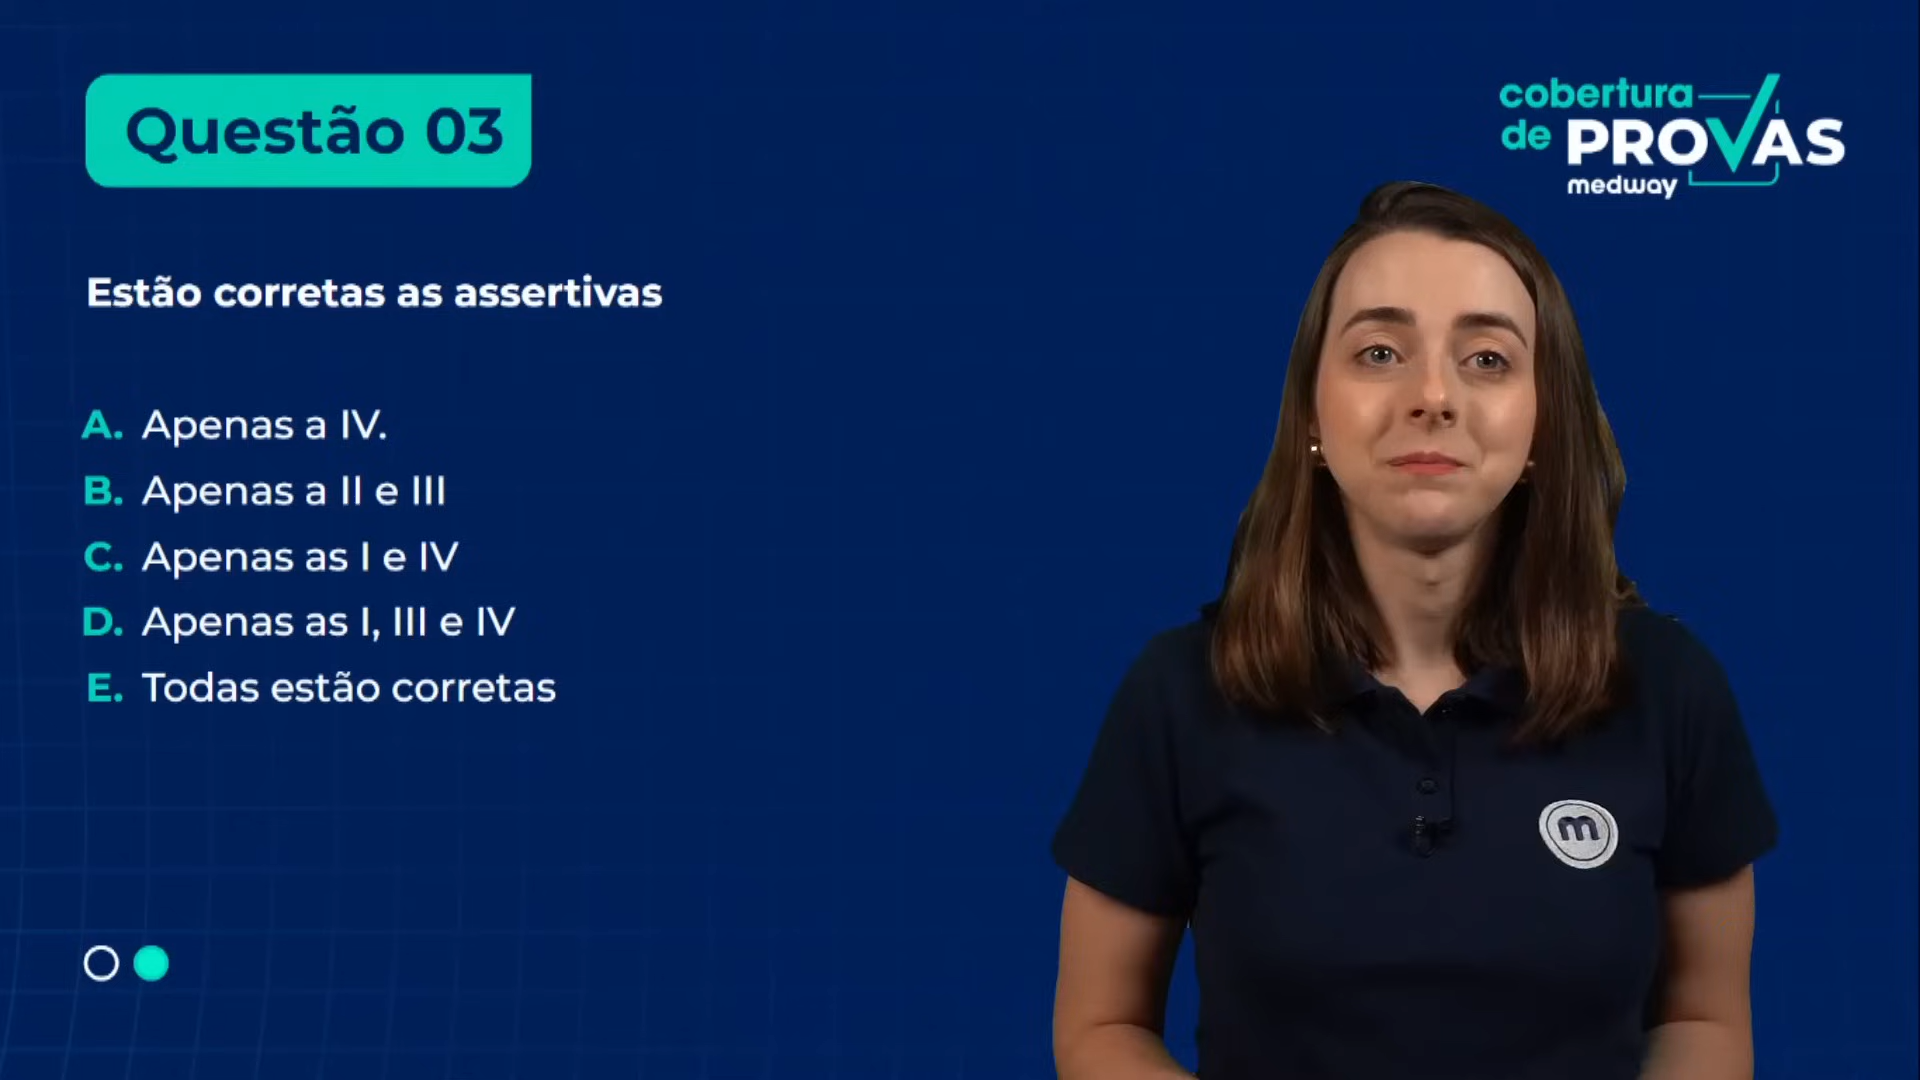 Questão 03
cobertura
de PROVAS
medway
Estão corretas as assertivas
A. Apenas a IV.
B. Apenas a II e III
C. Apenas as I e IV
D. Apenas as I, III e IV
E. Todas estão corretas
m